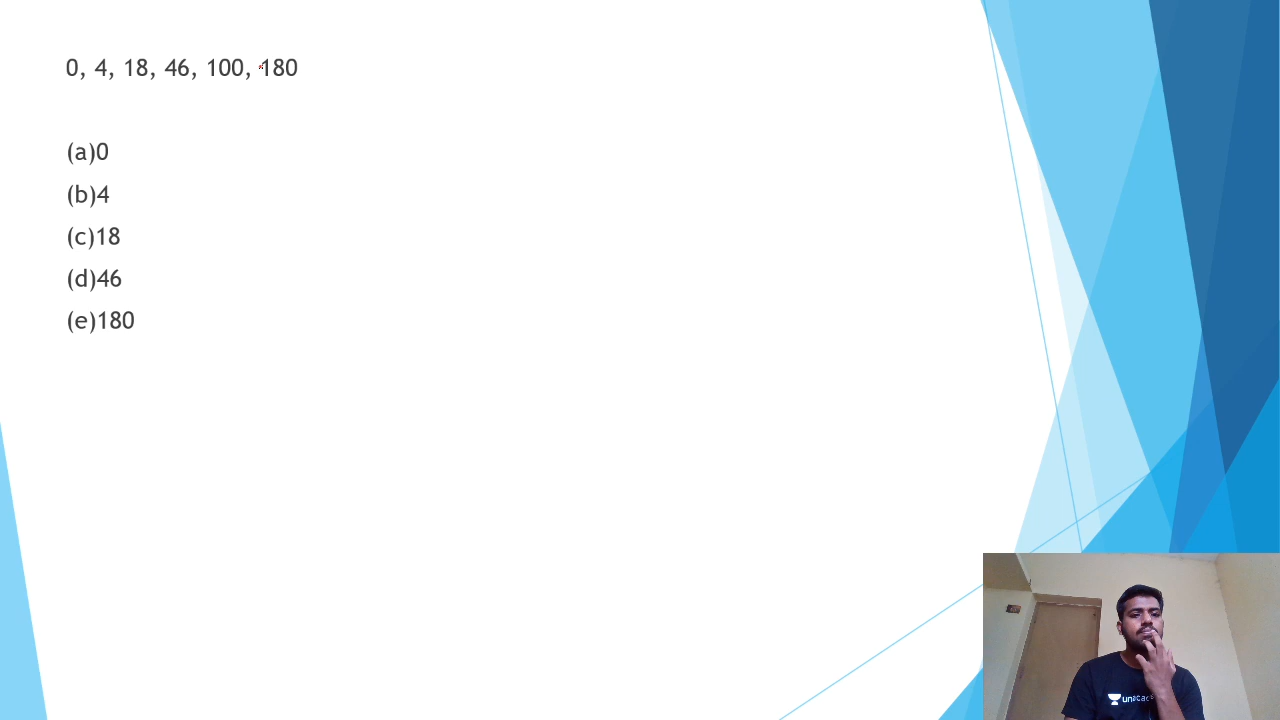 0, 4, 18, 46, 100, 180
(a)0
(b)4
(c)18
(d)46
(e)180